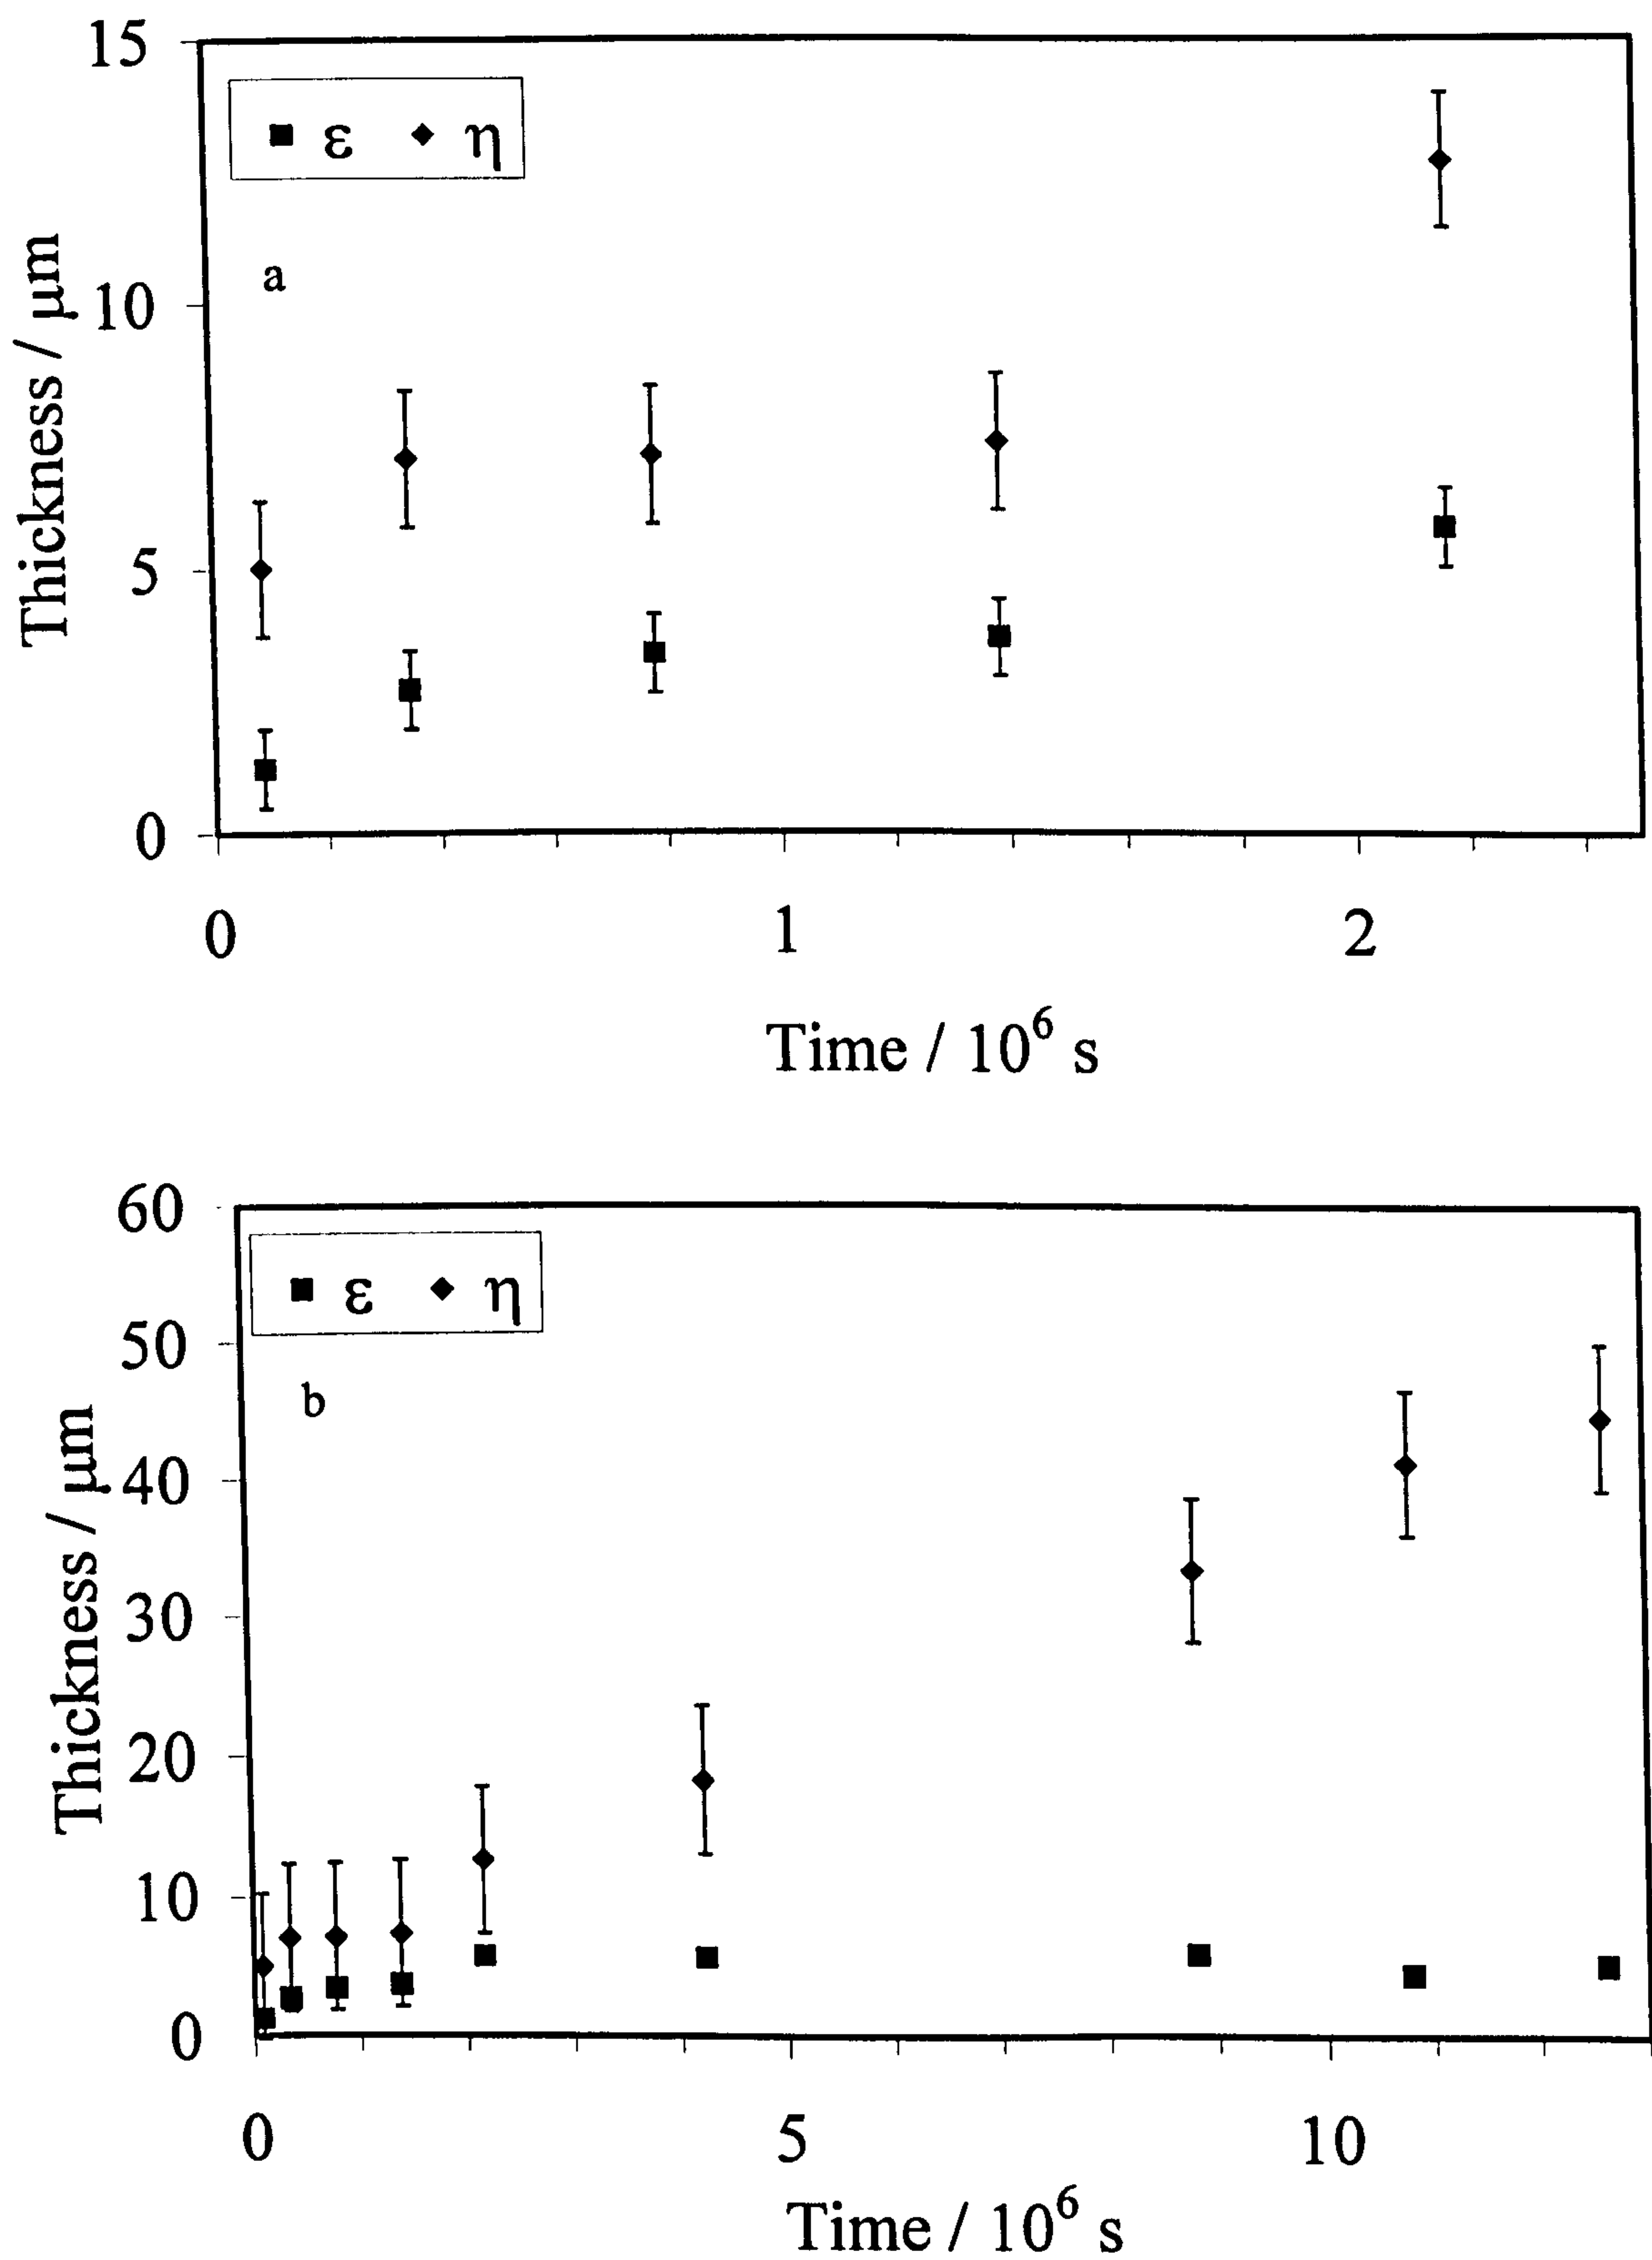 15
ε η
a
10
Thickness / μm
5
0
0 1 2
Time / 10⁶ s
60
ε η
50
b
40
Thickness / μm
30
20
10
0
0 5 10
Time / 10⁶ s